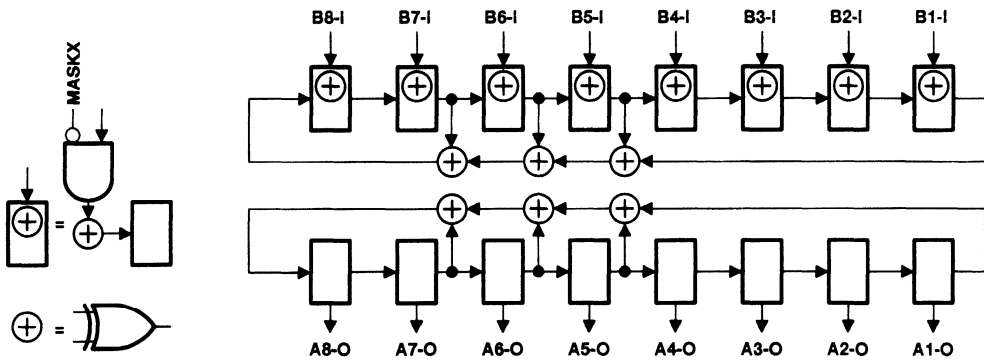 B8-I B7-I B6-I B5-I B4-I B3-I B2-I B1-I
MASKX
=
=
A8-O A7-O A6-O A5-O A4-O A3-O A2-O A1-O